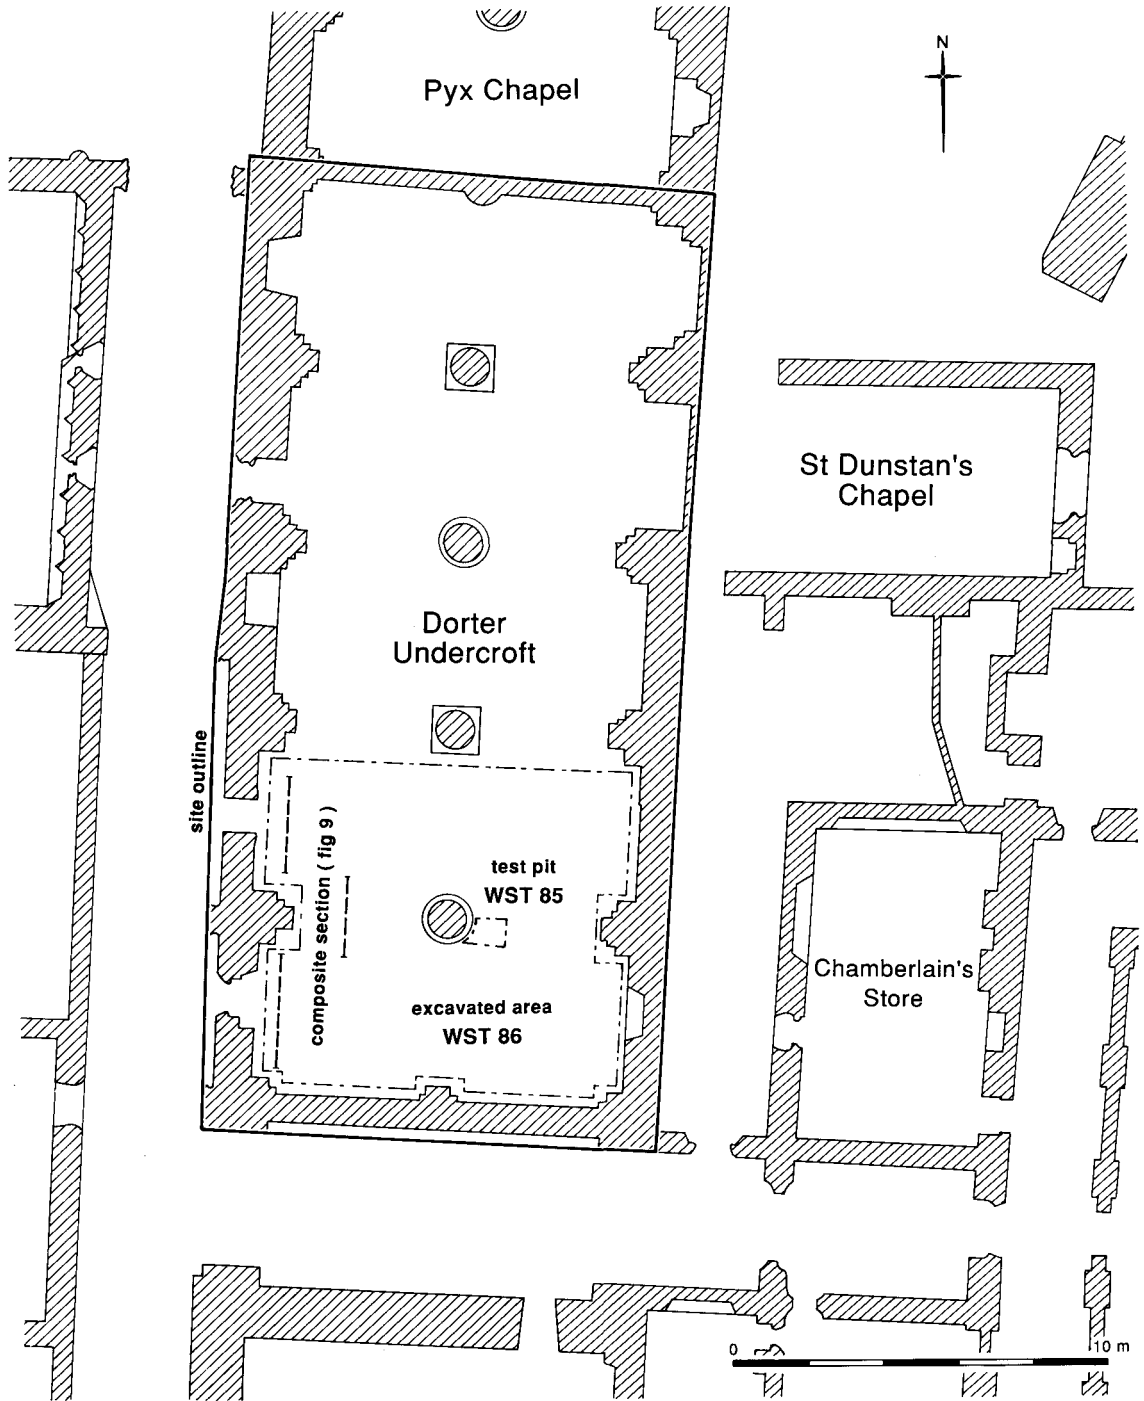 Pyx Chapel
N
St Dunstan's
Chapel
Dorter
Undercroft
site outline
composite section ( fig 9 )
test pit
WST 85
excavated area
WST 86
Chamberlain's
Store
0
10 m